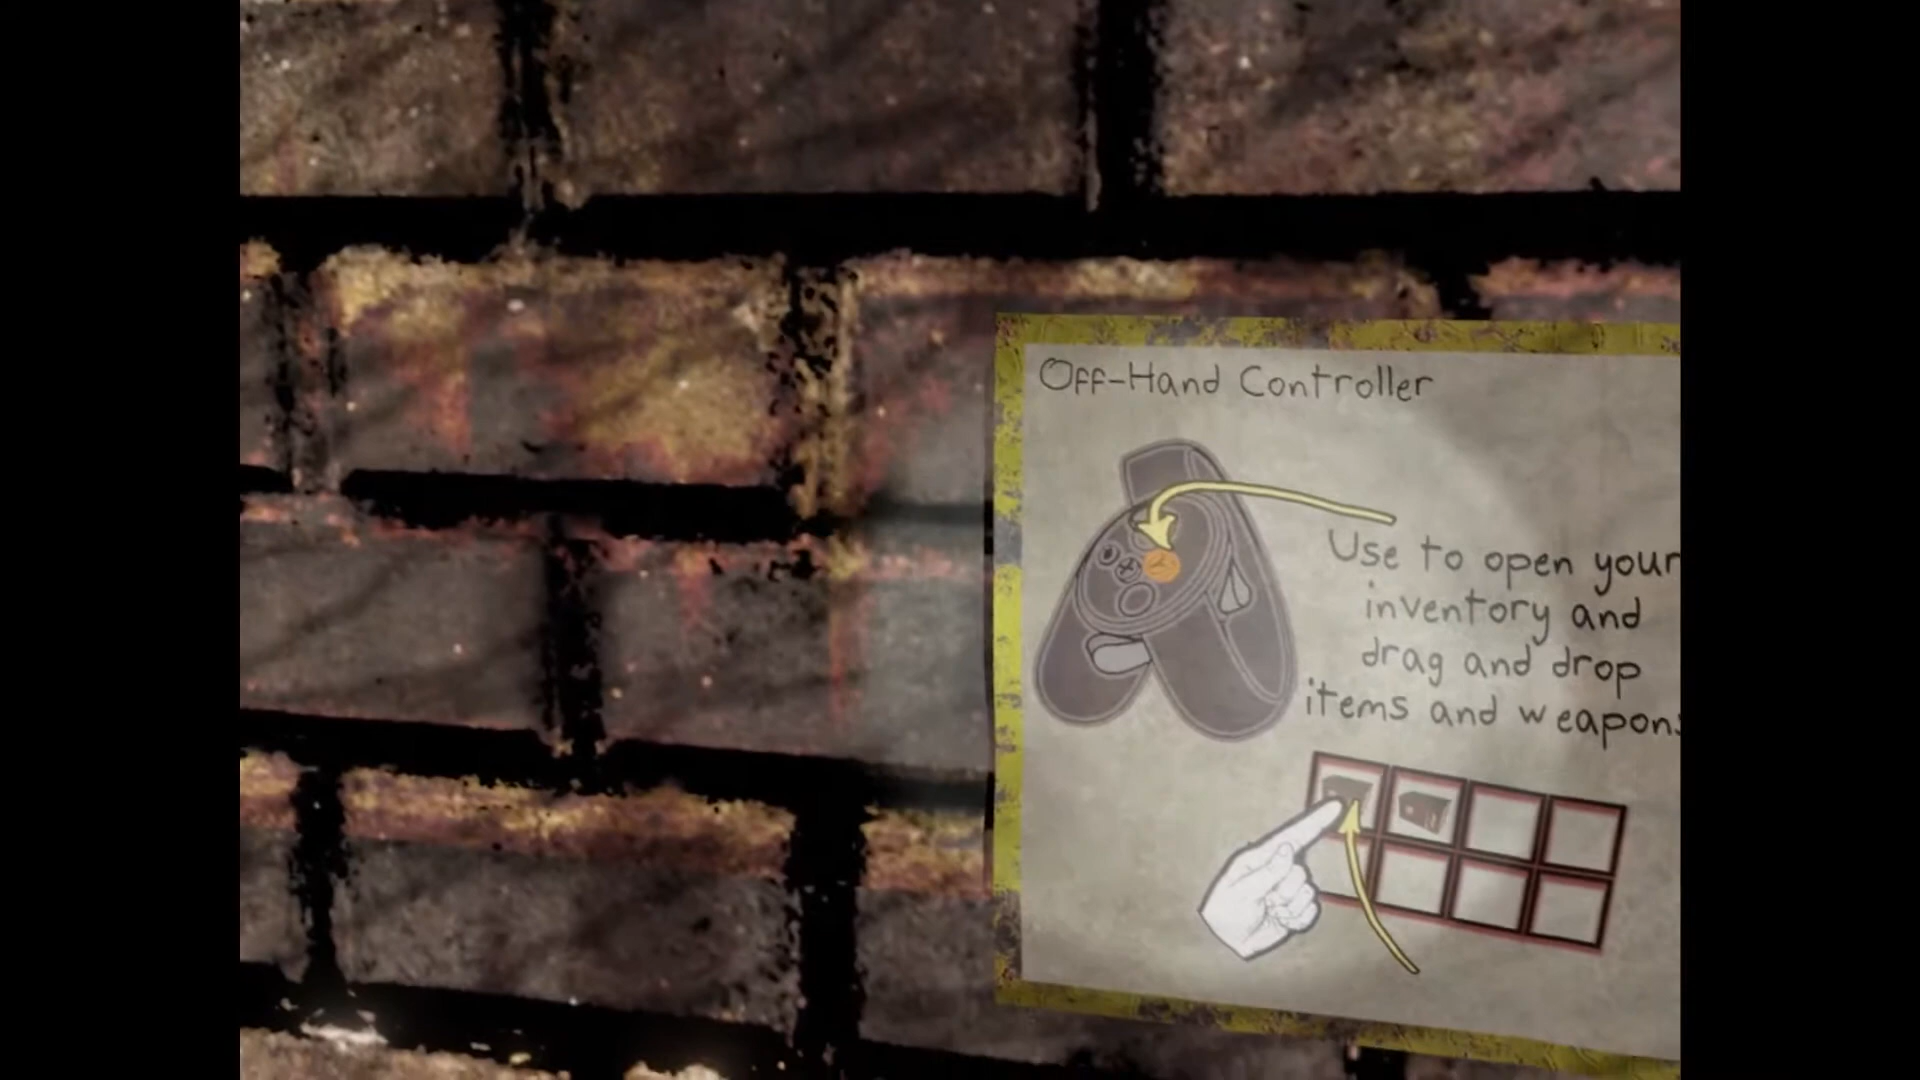 Off-Hand Controller
Use to open your
inventory and
drag and drop
items and weapons